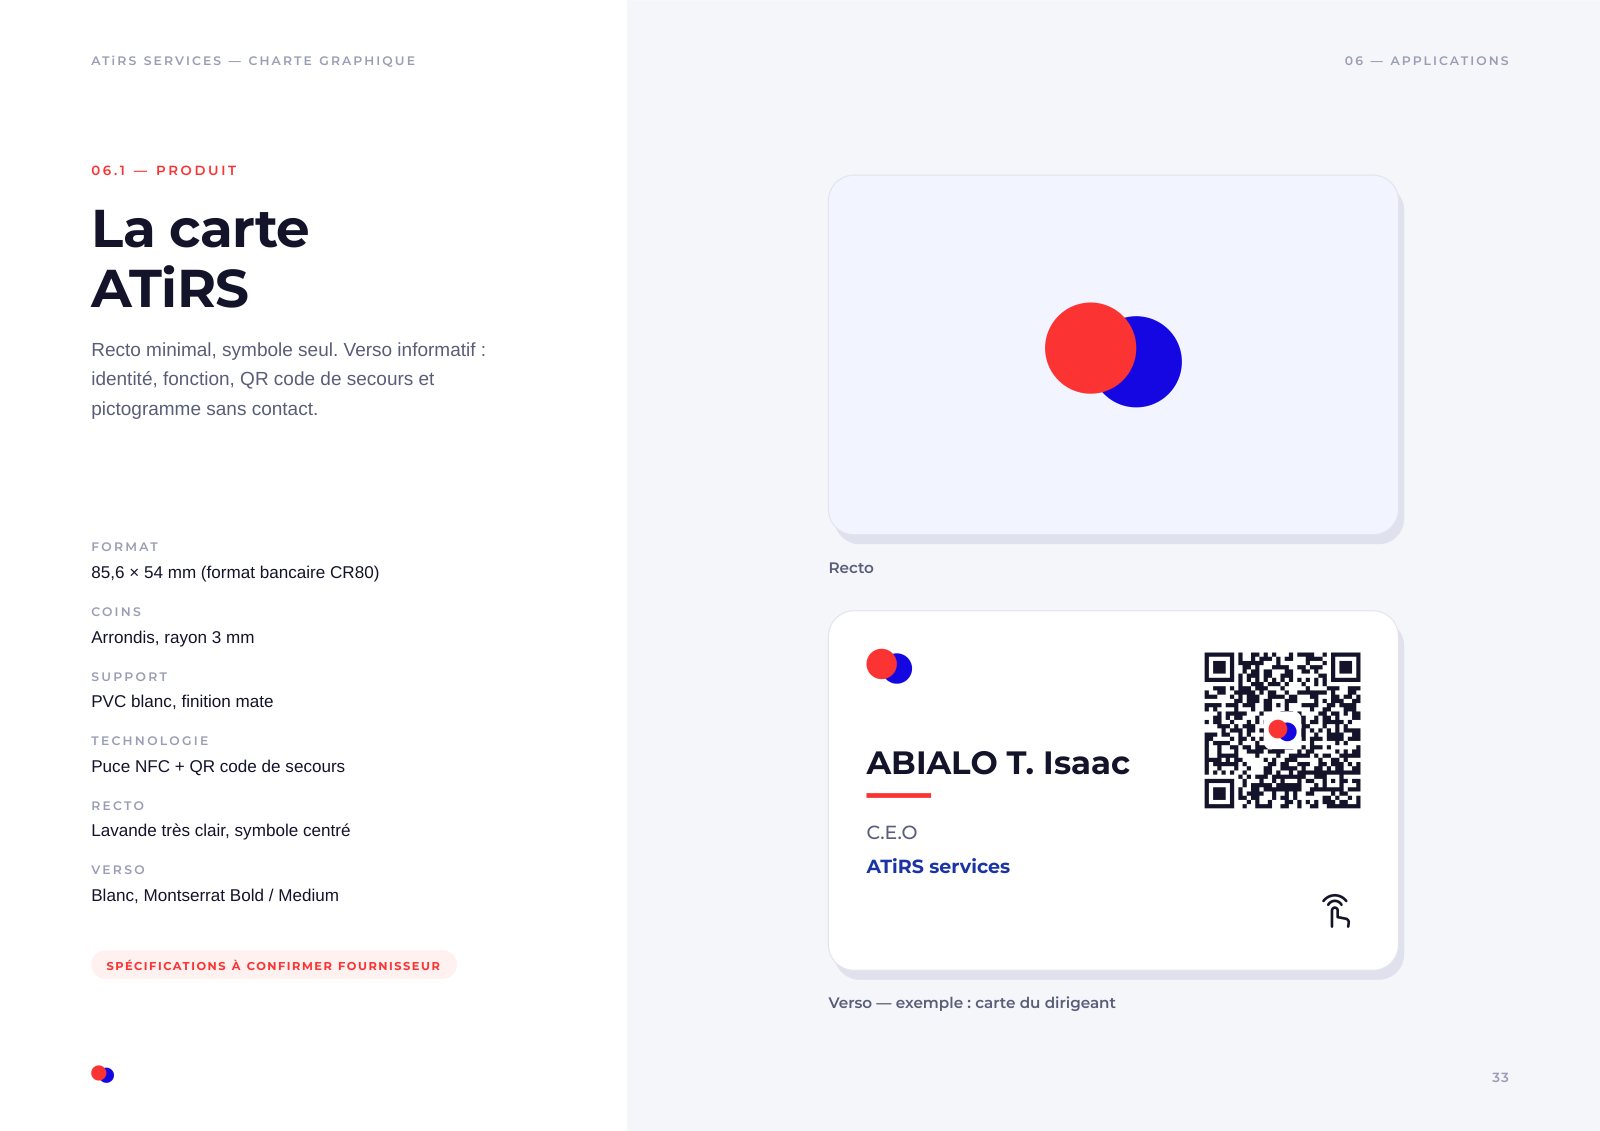 ATiRS SERVICES — CHARTE GRAPHIQUE
06 — APPLICATIONS
06.1 — PRODUIT
La carte
ATiRS
Recto minimal, symbole seul. Verso informatif :
identité, fonction, QR code de secours et
pictogramme sans contact.
FORMAT
85,6 × 54 mm (format bancaire CR80)
COINS
Arrondis, rayon 3 mm
SUPPORT
PVC blanc, finition mate
TECHNOLOGIE
Puce NFC + QR code de secours
RECTO
Lavande très clair, symbole centré
VERSO
Blanc, Montserrat Bold / Medium
SPÉCIFICATIONS À CONFIRMER FOURNISSEUR
Recto
ABIALO T. Isaac
C.E.O
ATiRS services
Verso — exemple : carte du dirigeant
33